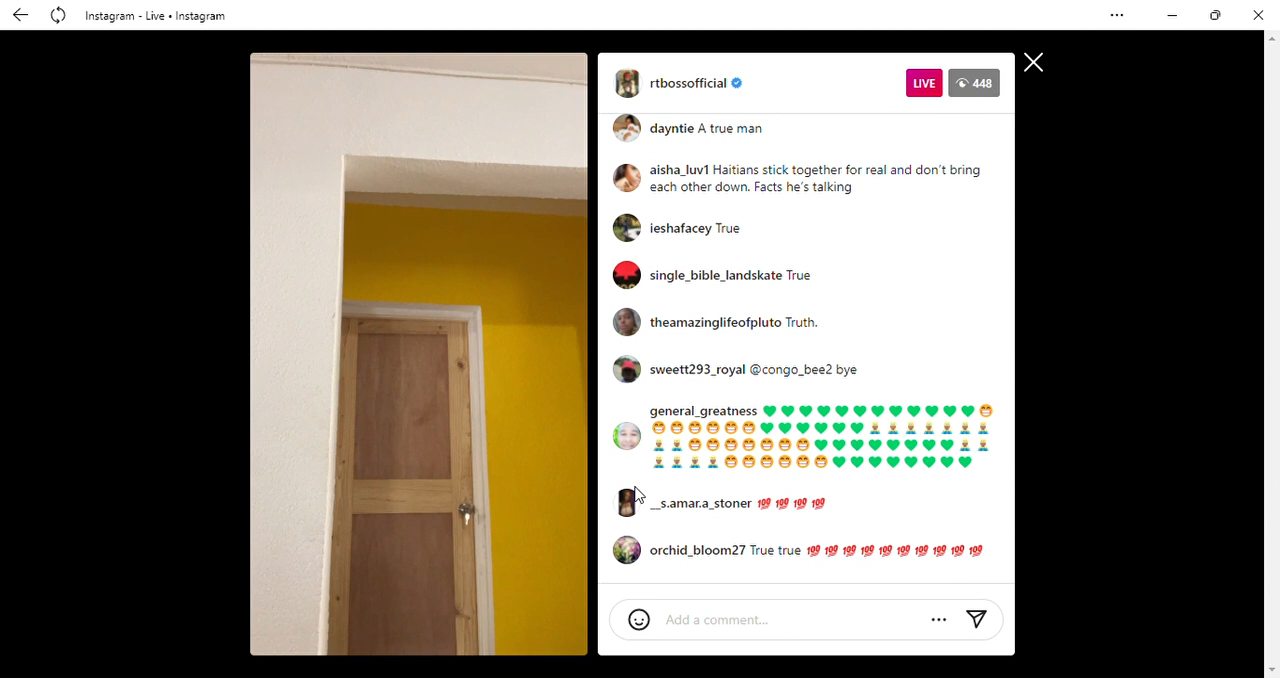 Instagram - Live • Instagram
rtbossofficial
LIVE
448
dayntie A true man
aisha_luv1 Haitians stick together for real and don't bring
each other down. Facts he's talking
ieshafacey True
single_bible_landskate True
theamazinglifeofpluto Truth.
sweett293_royal @congo_bee2 bye
general_greatness 💚💚💚💚💚💚💚💚💚💚💚💚😁
😁😁😁😁😁😁💚💚💚💚💚💚👨🏼‍🍼👨🏼‍🍼👨🏼‍🍼👨🏼‍🍼👨🏼‍🍼👨🏼‍🍼👨🏼‍🍼
👨🏼‍🍼👨🏼‍🍼😁😁😁😁😁😁😁💚💚💚💚💚💚💚💚👨🏼‍🍼👨🏼‍🍼
👨🏼‍🍼👨🏼‍🍼👨🏼‍🍼👨🏼‍🍼😁😁😁😁😁😁💚💚💚💚💚💚💚💚
__s.amar.a_stoner 💯💯💯💯
orchid_bloom27 True true 💯💯💯💯💯💯💯💯💯💯
Add a comment...